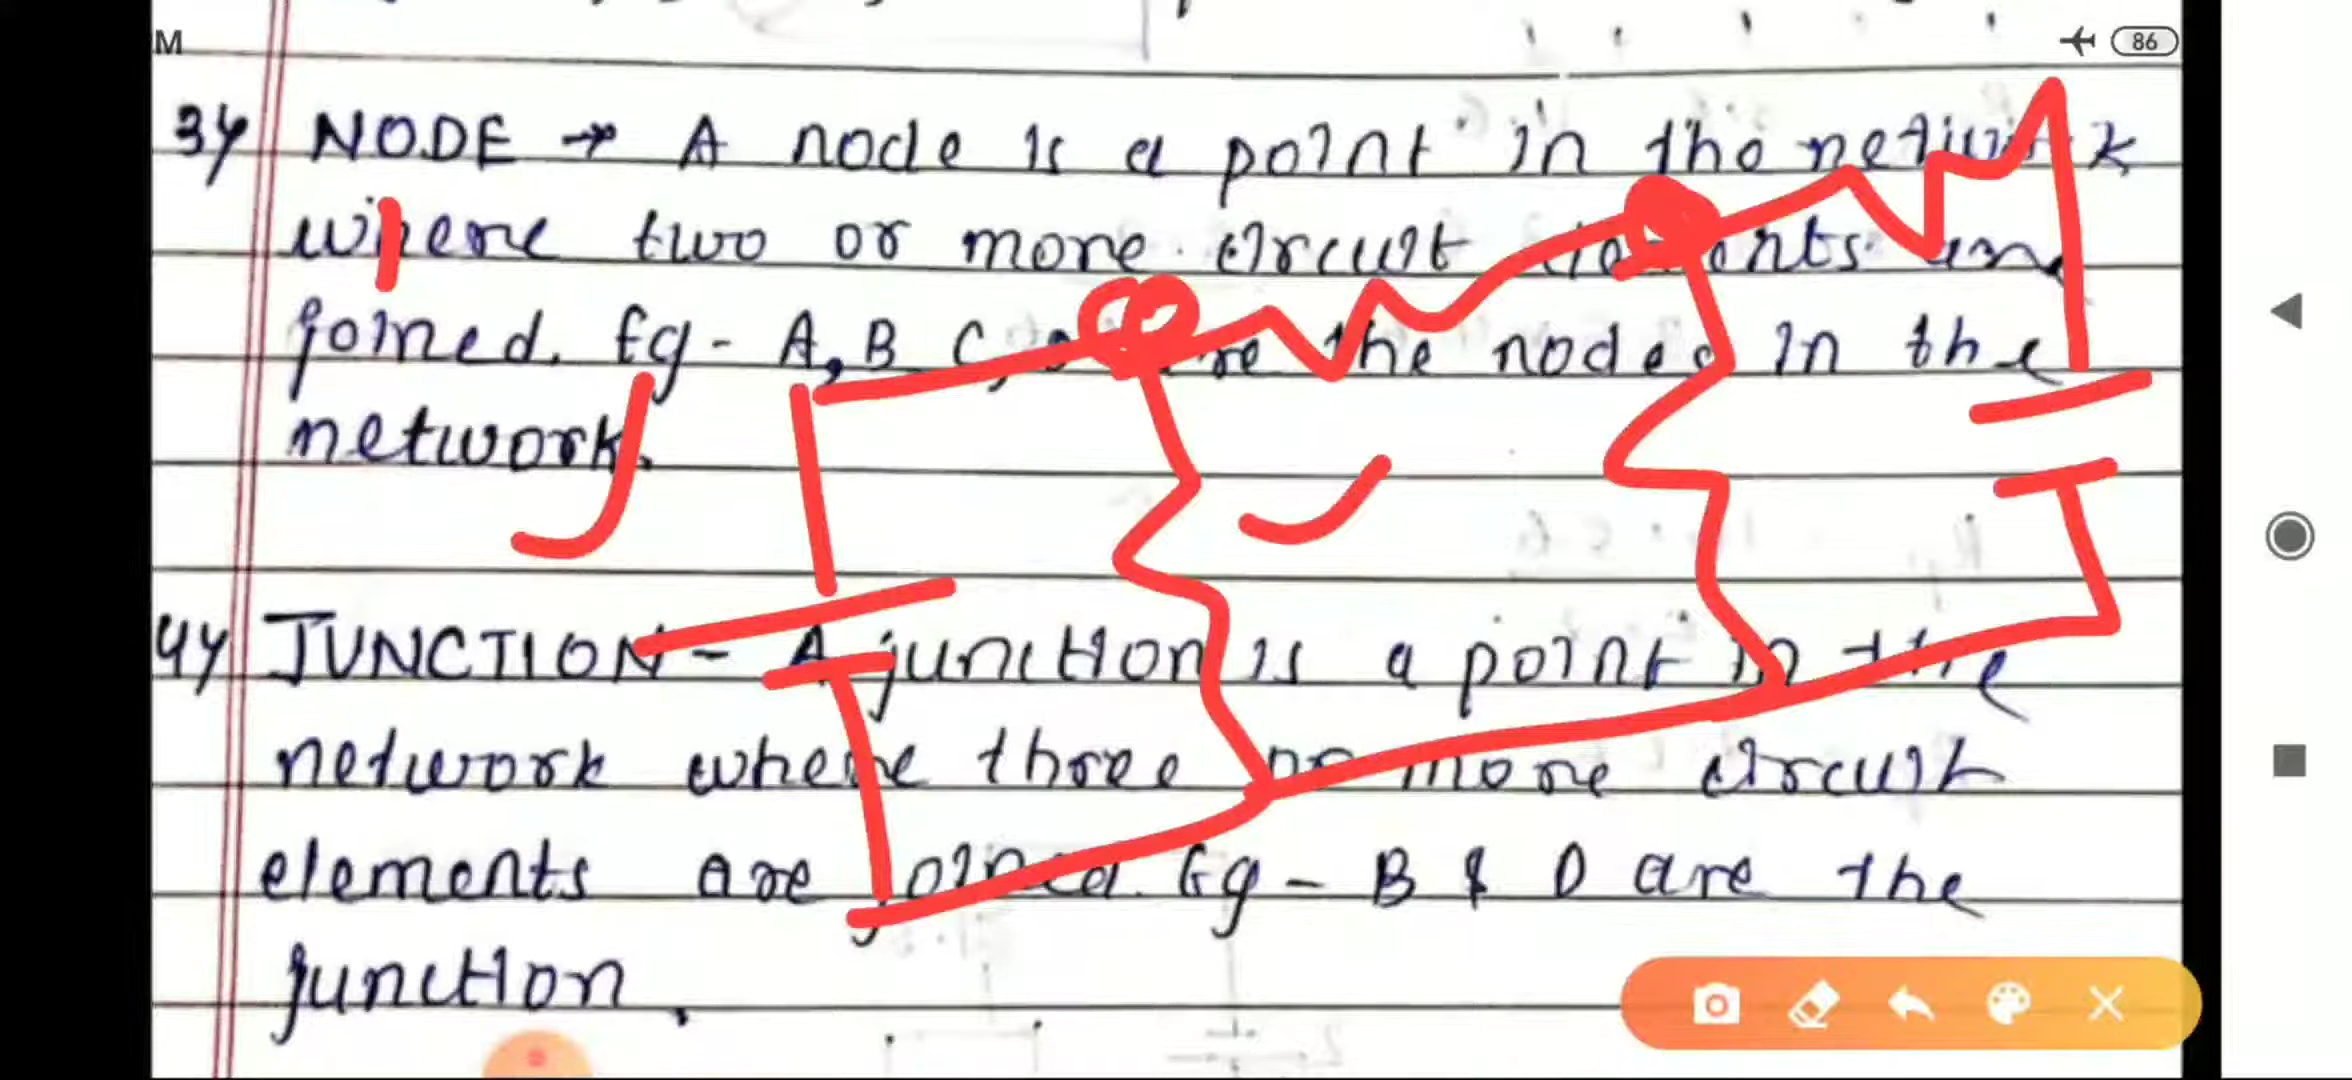 M
86
3) NODE → A node is a point in the network
where two or more circuit elements are
joined. Eg - A, B C, are the nodes in the
network.
4) JUNCTION - A junction is a point in the
network where three or more circuit
elements are joined. Eg - B & D are the
junction.